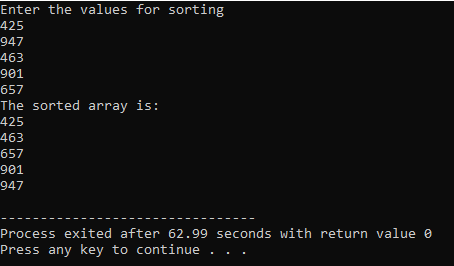 Enter the values for sorting
425
947
463
901
657
The sorted array is:
425
463
657
901
947
--------------------------------
Process exited after 62.99 seconds with return value 0
Press any key to continue . . .